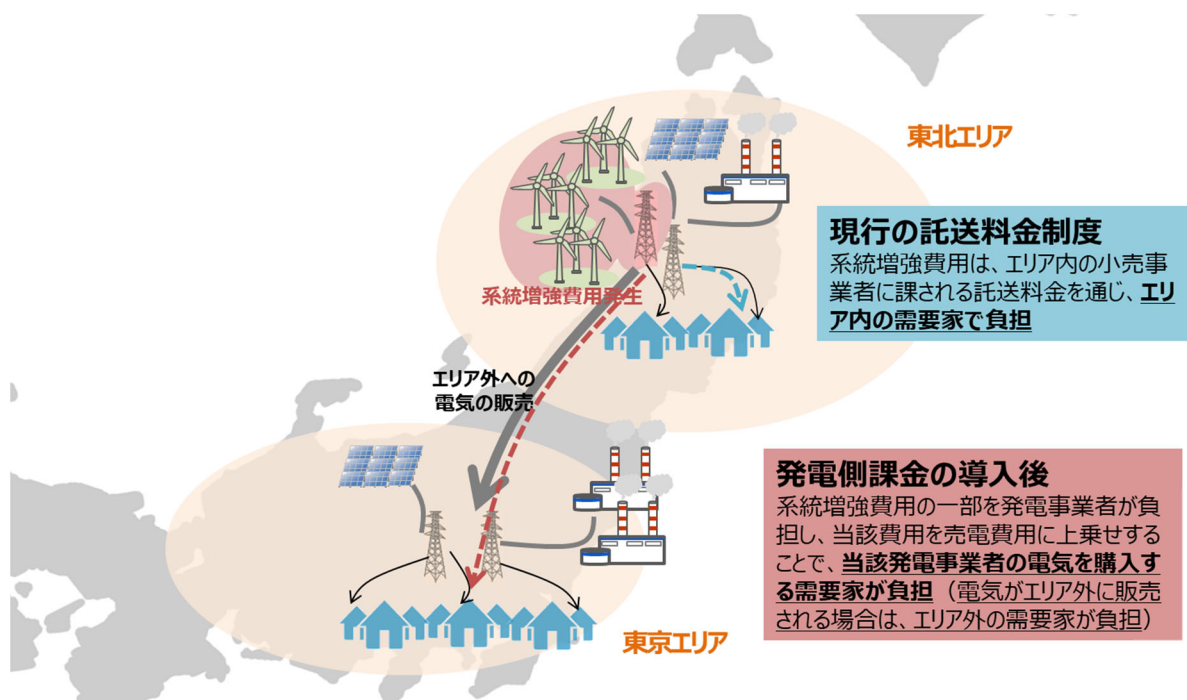 東北エリア
現行の託送料金制度
系統増強費用は、エリア内の小売事
業者に課される託送料金を通じ、エリ
ア内の需要家で負担
系統増強費用発生
エリア外への
電気の販売
発電側課金の導入後
系統増強費用の一部を発電事業者が負
担し、当該費用を売電費用に上乗せする
ことで、当該発電事業者の電気を購入す
る需要家が負担（電気がエリア外に販売
される場合は、エリア外の需要家が負担）
東京エリア